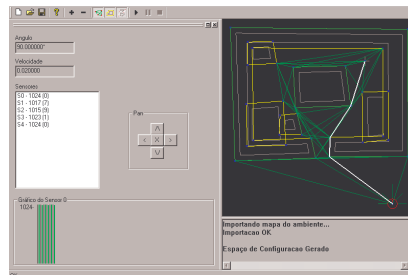 Angulo
90.000000°
Velocidade
0.020000
Sensores
S0 - 1024 (0)
S1 - 1017 (7)
S2 - 1015 (9)
S3 - 1023 (1)
S4 - 1024 (0)
Pan
Λ
< X >
V
Gráfico do Sensor 0
1024-
Importando mapa do ambiente...
Importacao OK
Espaço de Configuracao Gerado